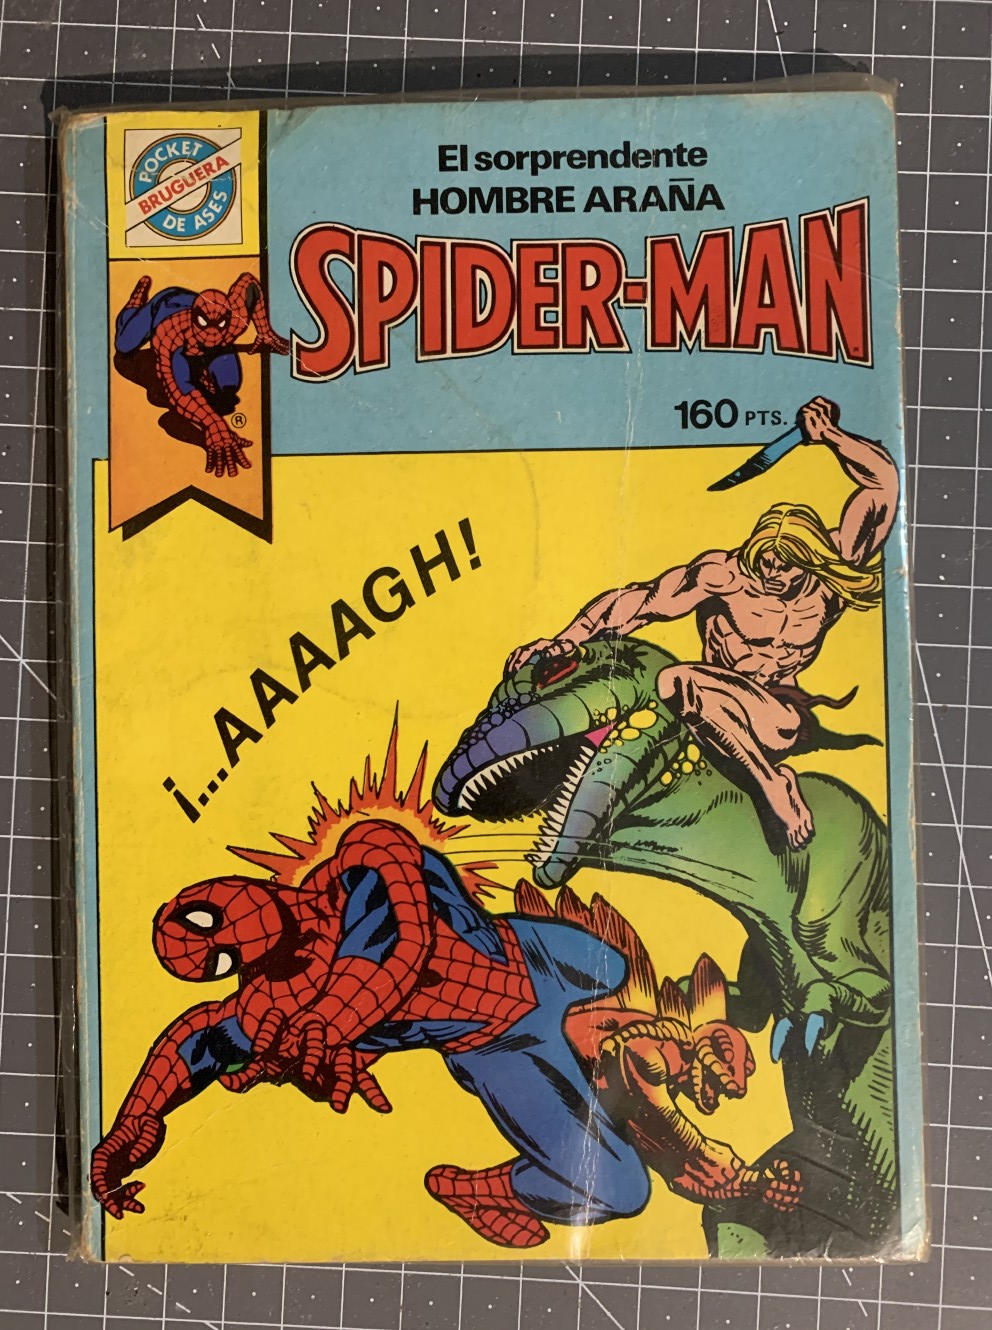 POCKET
BRUGUERA
DE ASES
El sorprendente
HOMBRE ARAÑA
SPIDER-MAN
®
160 PTS.
¡...AAAAGH!